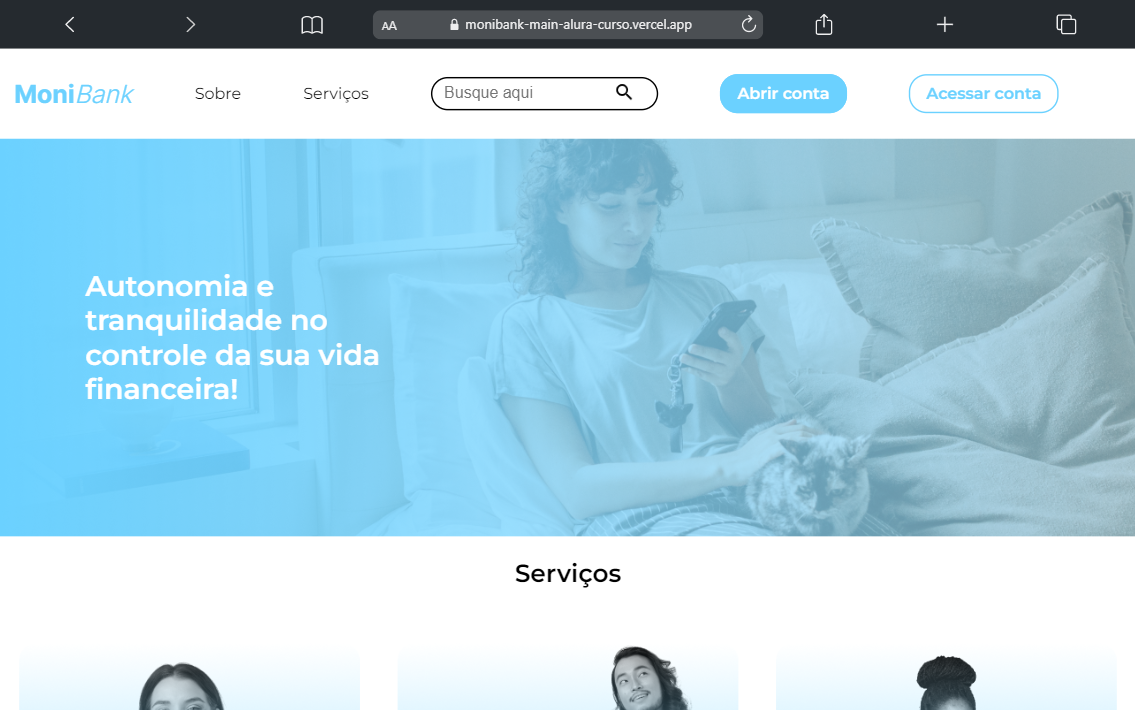 AA
monibank-main-alura-curso.vercel.app
MoniBank
Sobre
Serviços
Busque aqui
Abrir conta
Acessar conta
Autonomia e
tranquilidade no
controle da sua vida
financeira!
Serviços